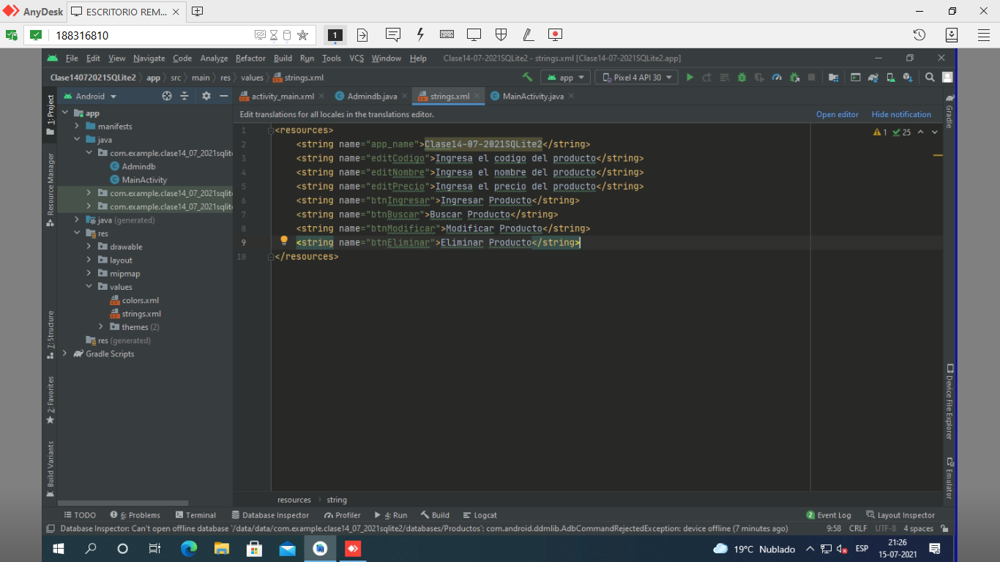 AnyDesk
ESCRITORIO REM...
188316810
1
File Edit View Navigate Code Analyze Refactor Build Run Tools VCS Window Help Clase14-07-2021SQLite2 - strings.xml [Clase14-07-2021SQLite2.app]
Clase14072021SQLite2 app src main res values strings.xml
app Pixel 4 API 30
Android
activity_main.xml Admindb.java strings.xml MainActivity.java
Edit translations for all locales in the translations editor. Open editor Hide notification
1: Project
Resource Manager
7: Structure
2: Favorites
Build Variants
app
manifests
java
com.example.clase14_07_2021sqlit
Admindb
MainActivity
com.example.clase14_07_2021sqlit
com.example.clase14_07_2021sqlit
java (generated)
res
drawable
layout
mipmap
values
colors.xml
strings.xml
themes (2)
res (generated)
Gradle Scripts
1 <resources>
2 <string name="app_name">Clase14-07-2021SQLite2</string>
3 <string name="editCodigo">Ingresa el codigo del producto</string>
4 <string name="editNombre">Ingresa el nombre del producto</string>
5 <string name="editPrecio">Ingresa el precio del producto</string>
6 <string name="btnIngresar">Ingresar Producto</string>
7 <string name="btnBuscar">Buscar Producto</string>
8 <string name="btnModificar">Modificar Producto</string>
9 <string name="btnEliminar">Eliminar Producto</string>
10 </resources>
1 25
Gradle
Device File Explorer
Emulator
resources string
TODO 6: Problems Terminal Database Inspector Profiler 4: Run Build Logcat 2 Event Log Layout Inspector
Database Inspector: Can't open offline database `/data/data/com.example.clase14_07_2021sqlite2/databases/Productos`: com.android.ddmlib.AdbCommandRejectedException: device offline (7 minutes ago) 9:58 CRLF UTF-8 4 spaces
19°C Nublado ESP 21:26
15-07-2021